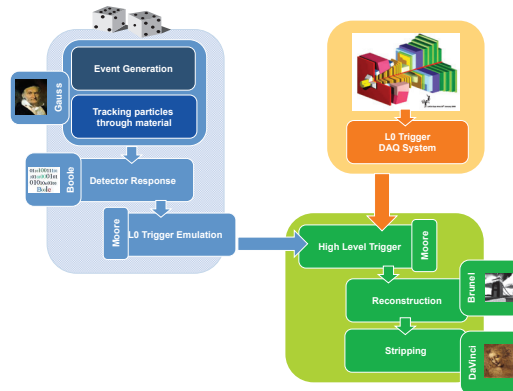 Event Generation
Gauss
Tracking particles
through material
L0 Trigger
DAQ System
Boole
Detector Response
Moore
L0 Trigger Emulation
High Level Trigger
Moore
Reconstruction
Brunel
Stripping
DaVinci